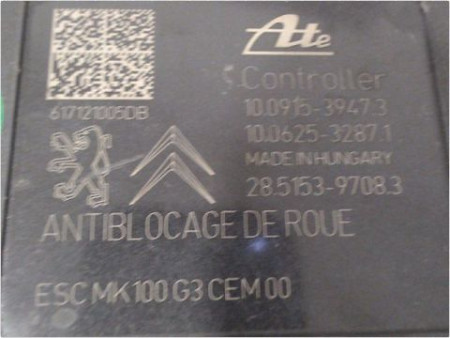 Ate
Controller
617121005DB
10.0915-3947.3
10.0625-3287.1
MADE IN HUNGARY
28.5153-9708.3
ANTIBLOCAGE DE ROUE
ESC MK100 G3 CEM 00